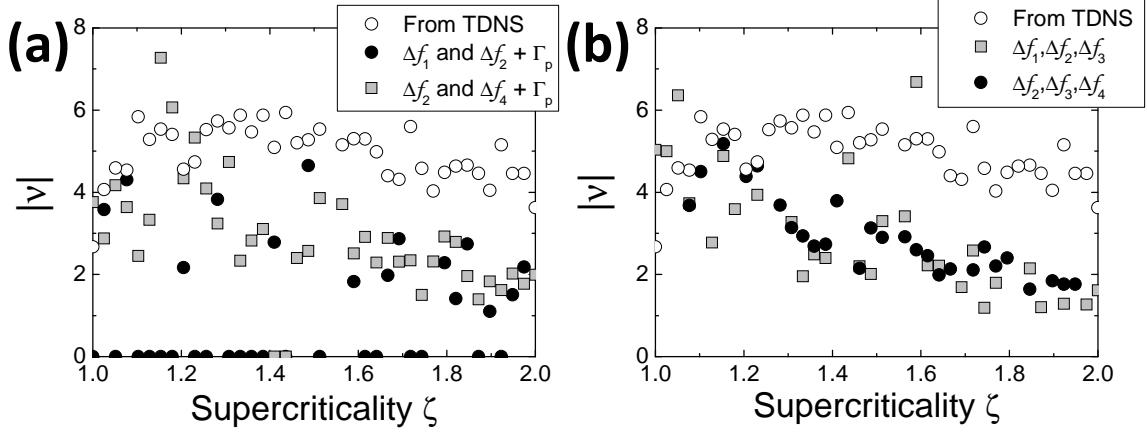 (a)
From TDNS
Δf₁ and Δf₂ + Γₚ
Δf₂ and Δf₄ + Γₚ
8
6
4
2
0
|ν|
1.0 1.2 1.4 1.6 1.8 2.0
Supercriticality ζ
(b)
From TDNS
Δf₁,Δf₂,Δf₃
Δf₂,Δf₃,Δf₄
8
6
4
2
0
|ν|
1.0 1.2 1.4 1.6 1.8 2.0
Supercriticality ζ